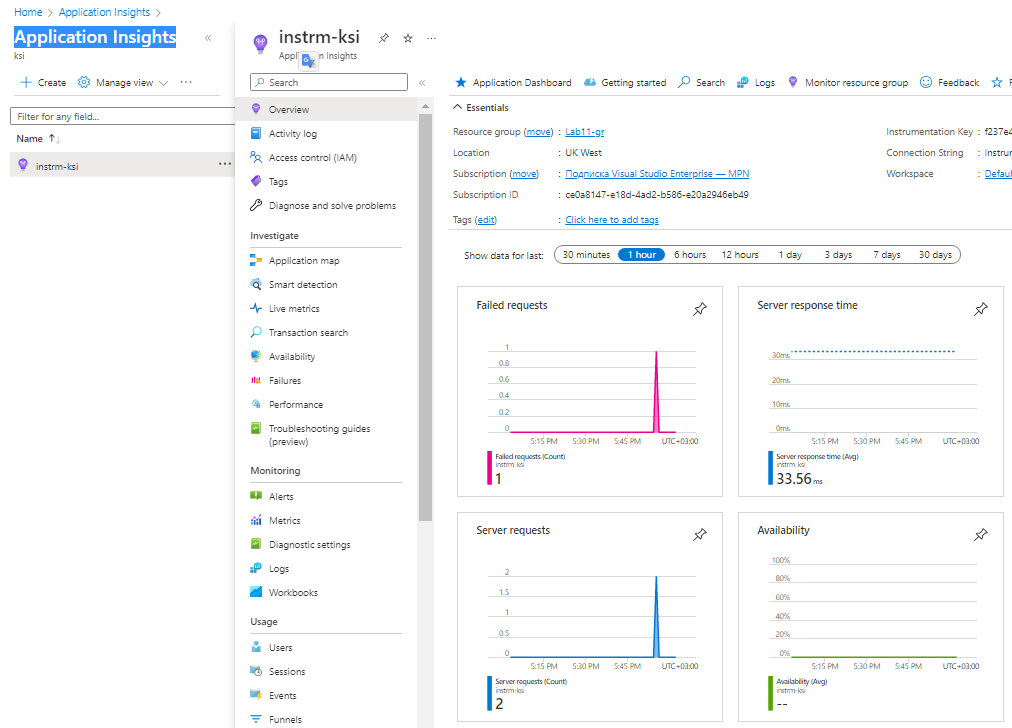 Home > Application Insights >
Application Insights
ksi
Create
Manage view
Filter for any field...
Name
instrm-ksi
instrm-ksi
Application Insights
Search
Overview
Activity log
Access control (IAM)
Tags
Diagnose and solve problems
Investigate
Application map
Smart detection
Live metrics
Transaction search
Availability
Failures
Performance
Troubleshooting guides
(preview)
Monitoring
Alerts
Metrics
Diagnostic settings
Logs
Workbooks
Usage
Users
Sessions
Events
Funnels
Application Dashboard Getting started Search Logs Monitor resource group Feedback
Essentials
Resource group (move) : Lab11-gr
Location : UK West
Subscription (move) : Подписка Visual Studio Enterprise — MPN
Subscription ID : ce0a8147-e18d-4ad2-b586-e20a2946eb49
Tags (edit) : Click here to add tags
Instrumentation Key : f237e4
Connection String : Instrur
Workspace : Defaul
Show data for last: 30 minutes 1 hour 6 hours 12 hours 1 day 3 days 7 days 30 days
Failed requests
1
0.8
0.6
0.4
0.2
0
5:15 PM 5:30 PM 5:45 PM UTC+03:00
Failed requests (Count)
instrm-ksi
1
Server response time
30ms
20ms
10ms
0ms
5:15 PM 5:30 PM 5:45 PM UTC+03:00
Server response time (Avg)
instrm-ksi
33.56 ms
Server requests
2
1.5
1
0.5
0
5:15 PM 5:30 PM 5:45 PM UTC+03:00
Server requests (Count)
instrm-ksi
2
Availability
100%
80%
60%
40%
20%
0%
5:15 PM 5:30 PM 5:45 PM UTC+03:00
Availability (Avg)
instrm-ksi
--